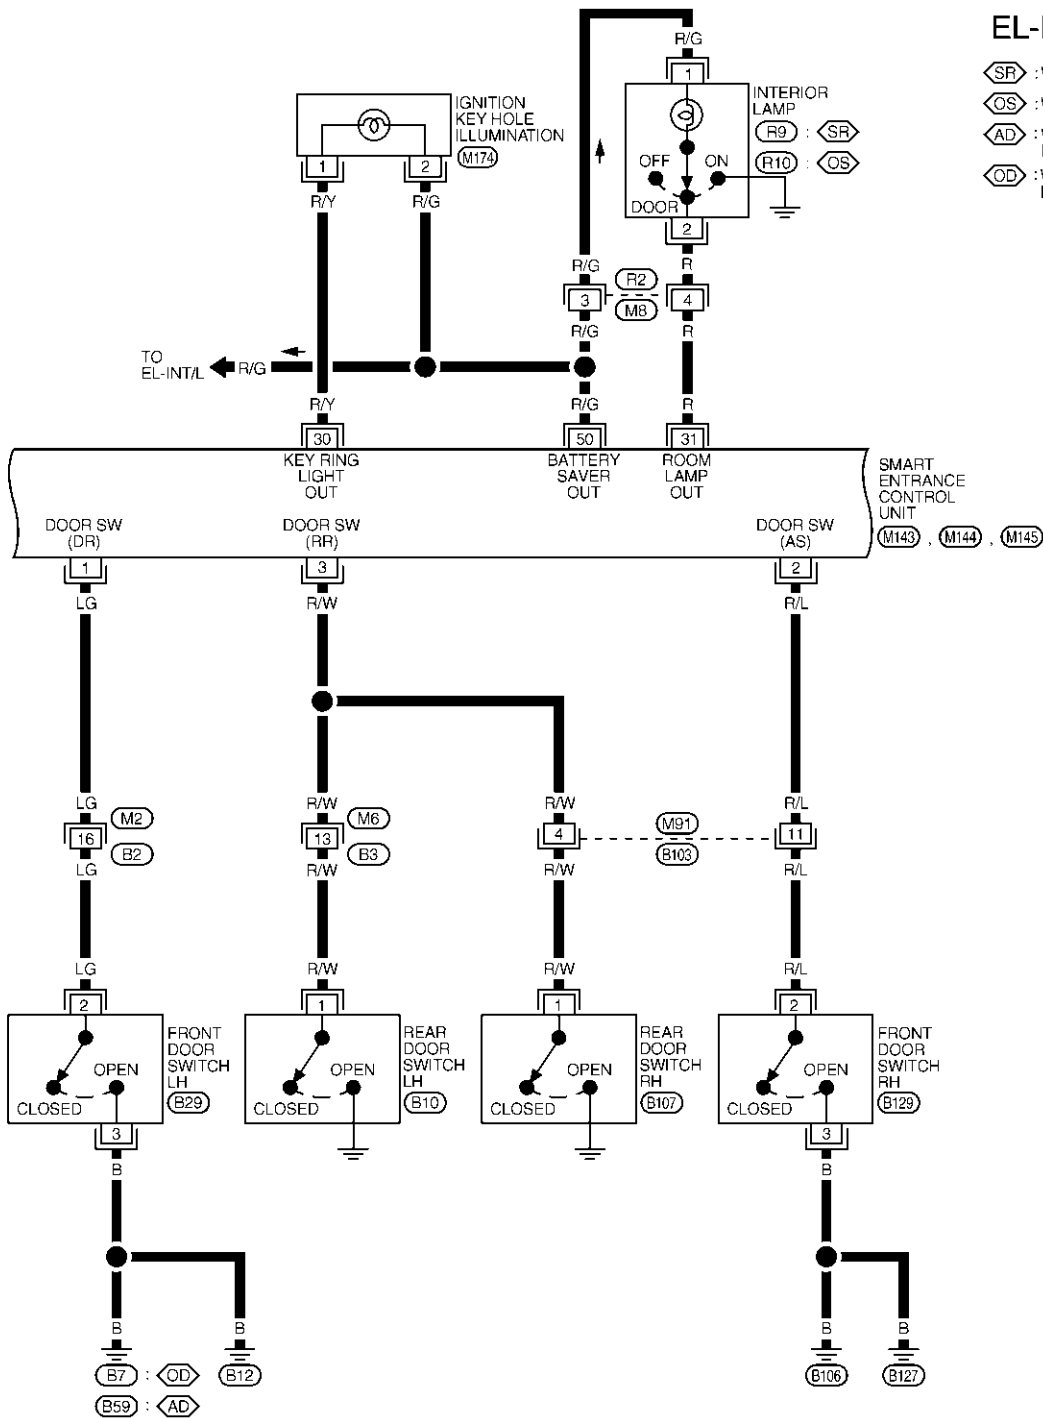 EL-
R/G
1
INTERIOR
LAMP
R9 : SR
R10 : OS
OFF
ON
DOOR
2
SR :
OS :
AD :
OD :
IGNITION
KEY HOLE
ILLUMINATION
M174
1
2
R/Y
R/G
R/G
R
3
R2
M8
4
R/G
R
TO
EL-INT/L
R/G
R/Y
R/G
R
30
50
31
KEY RING
LIGHT
OUT
BATTERY
SAVER
OUT
ROOM
LAMP
OUT
SMART
ENTRANCE
CONTROL
UNIT
M143 , M144 , M145
DOOR SW
(DR)
DOOR SW
(RR)
DOOR SW
(AS)
1
3
2
LG
R/W
R/L
LG
R/W
R/W
R/L
16
M2
B2
13
M6
B3
4
M91
B103
11
LG
R/W
R/W
R/L
LG
R/W
R/W
R/L
2
1
1
2
OPEN
CLOSED
FRONT
DOOR
SWITCH
LH
B29
OPEN
CLOSED
REAR
DOOR
SWITCH
LH
B10
OPEN
CLOSED
REAR
DOOR
SWITCH
RH
B107
OPEN
CLOSED
FRONT
DOOR
SWITCH
RH
B129
3
3
B
B
B
B
B
B
B7 : OD
B12
B106
B127
B59 : AD